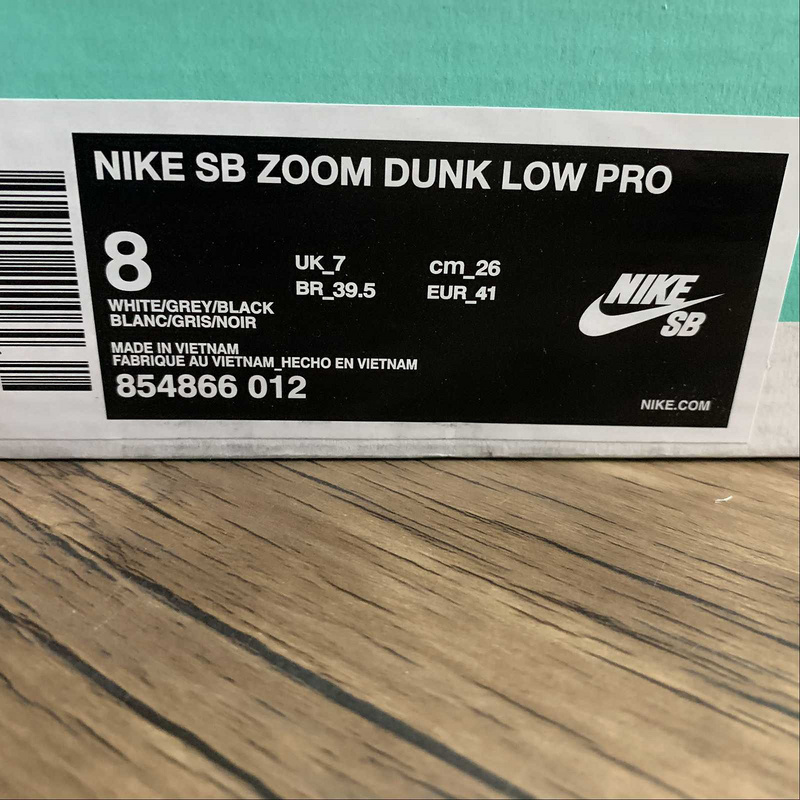 NIKE SB ZOOM DUNK LOW PRO
8
UK_7 cm_26
BR_39.5 EUR_41
WHITE/GREY/BLACK
BLANC/GRIS/NOIR
MADE IN VIETNAM
FABRIQUE AU VIETNAM_HECHO EN VIETNAM
854866 012
NIKE
SB
NIKE.COM